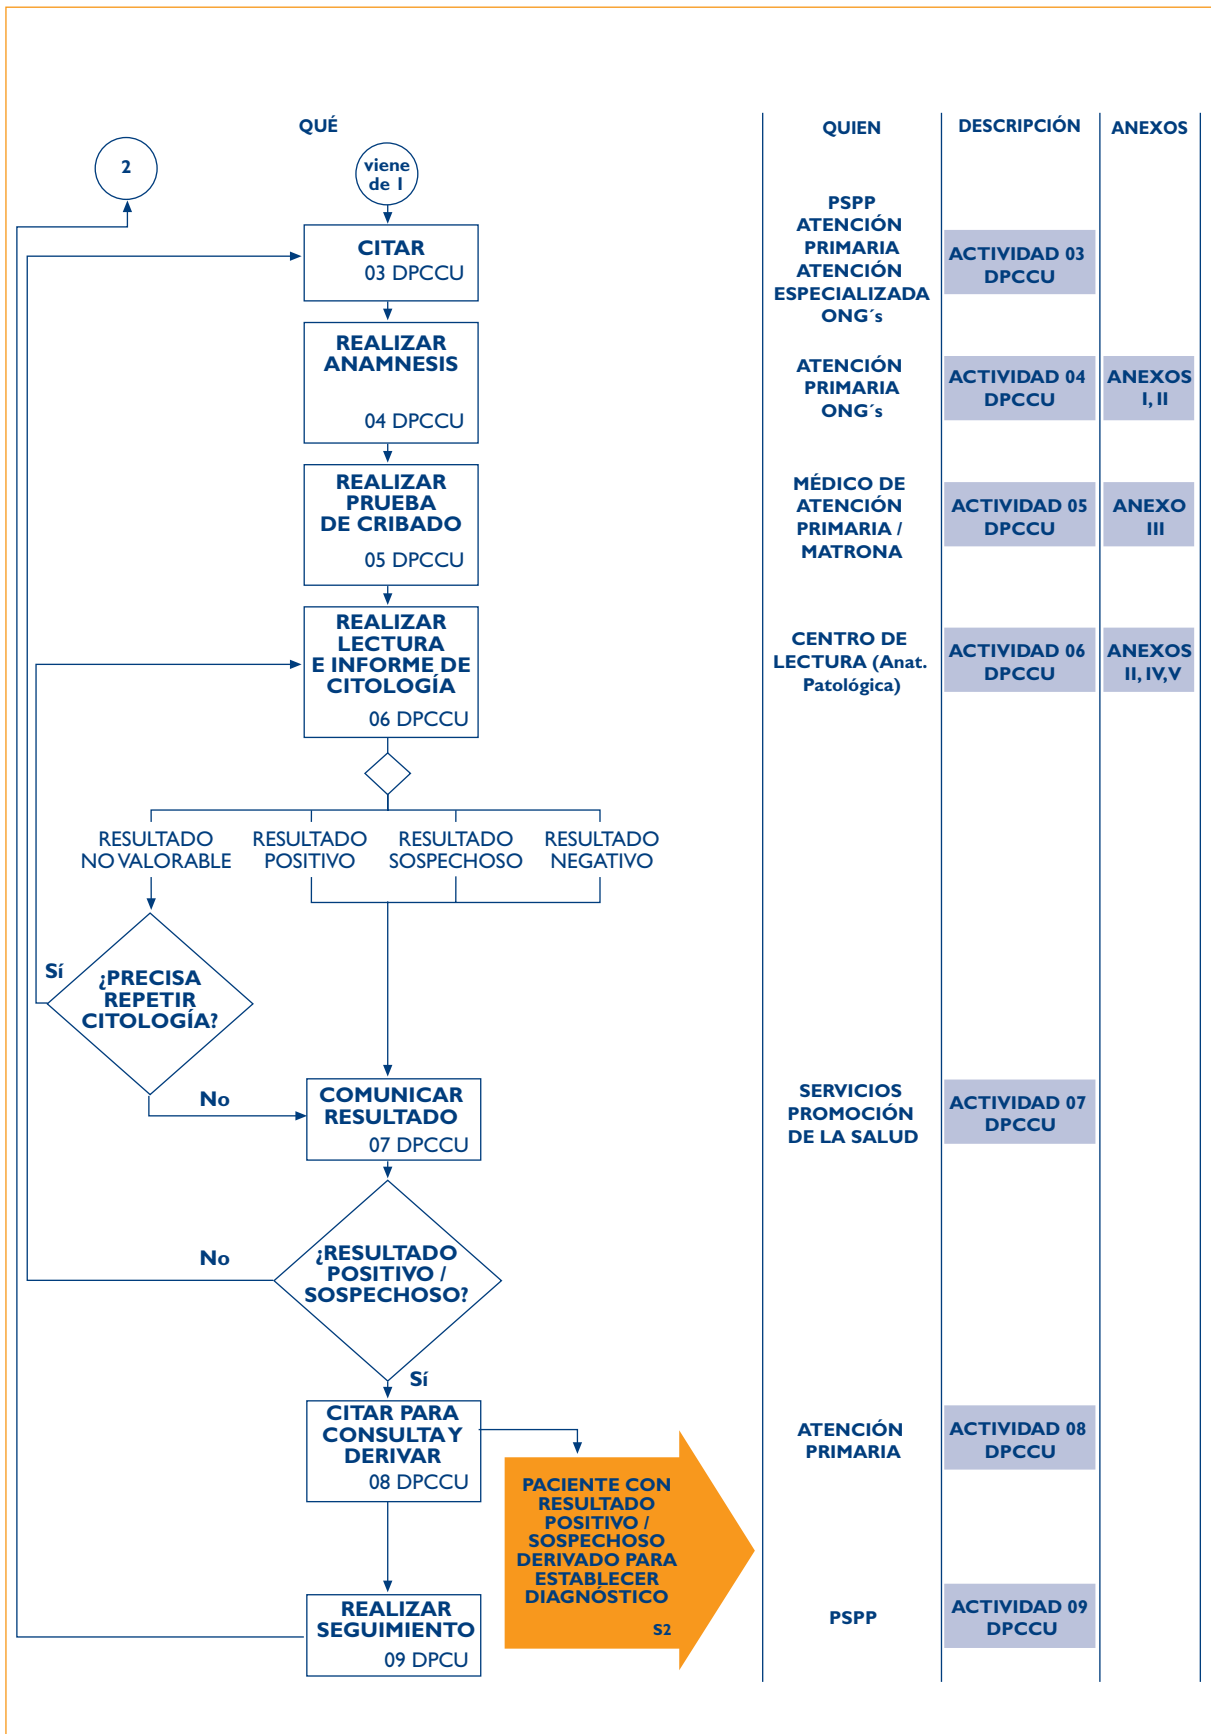 QUÉ
QUIEN
DESCRIPCIÓN
ANEXOS
2
viene
de 1
CITAR
03 DPCCU
PSPP
ATENCIÓN
PRIMARIA
ATENCIÓN
ESPECIALIZADA
ONG´s
ACTIVIDAD 03
DPCCU
REALIZAR
ANAMNESIS
04 DPCCU
ATENCIÓN
PRIMARIA
ONG´s
ACTIVIDAD 04
DPCCU
ANEXOS
I, II
REALIZAR
PRUEBA
DE CRIBADO
05 DPCCU
MÉDICO DE
ATENCIÓN
PRIMARIA /
MATRONA
ACTIVIDAD 05
DPCCU
ANEXO
III
REALIZAR
LECTURA
E INFORME DE
CITOLOGÍA
06 DPCCU
CENTRO DE
LECTURA (Anat.
Patológica)
ACTIVIDAD 06
DPCCU
ANEXOS
II, IV,V
RESULTADO
NO VALORABLE
RESULTADO
POSITIVO
RESULTADO
SOSPECHOSO
RESULTADO
NEGATIVO
Sí
¿PRECISA
REPETIR
CITOLOGÍA?
No
COMUNICAR
RESULTADO
07 DPCCU
SERVICIOS
PROMOCIÓN
DE LA SALUD
ACTIVIDAD 07
DPCCU
No
¿RESULTADO
POSITIVO /
SOSPECHOSO?
Sí
CITAR PARA
CONSULTA Y
DERIVAR
08 DPCCU
ATENCIÓN
PRIMARIA
ACTIVIDAD 08
DPCCU
PACIENTE CON
RESULTADO
POSITIVO /
SOSPECHOSO
DERIVADO PARA
ESTABLECER
DIAGNÓSTICO
S2
REALIZAR
SEGUIMIENTO
09 DPCU
PSPP
ACTIVIDAD 09
DPCCU